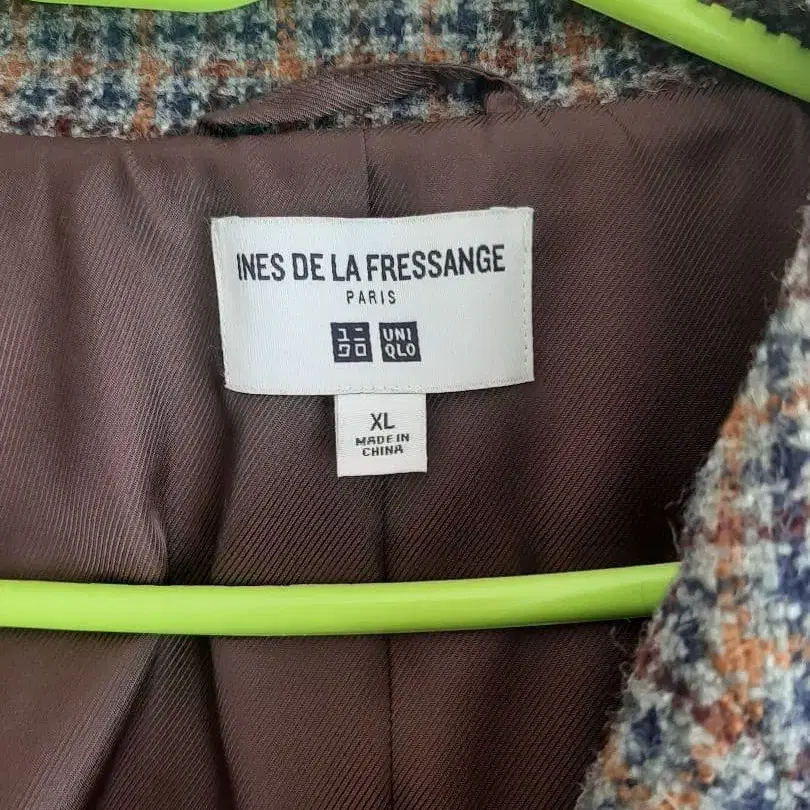 INES DE LA FRESSANGE
PARIS
ユニ UNI
クロ QLO
XL
MADE IN
CHINA